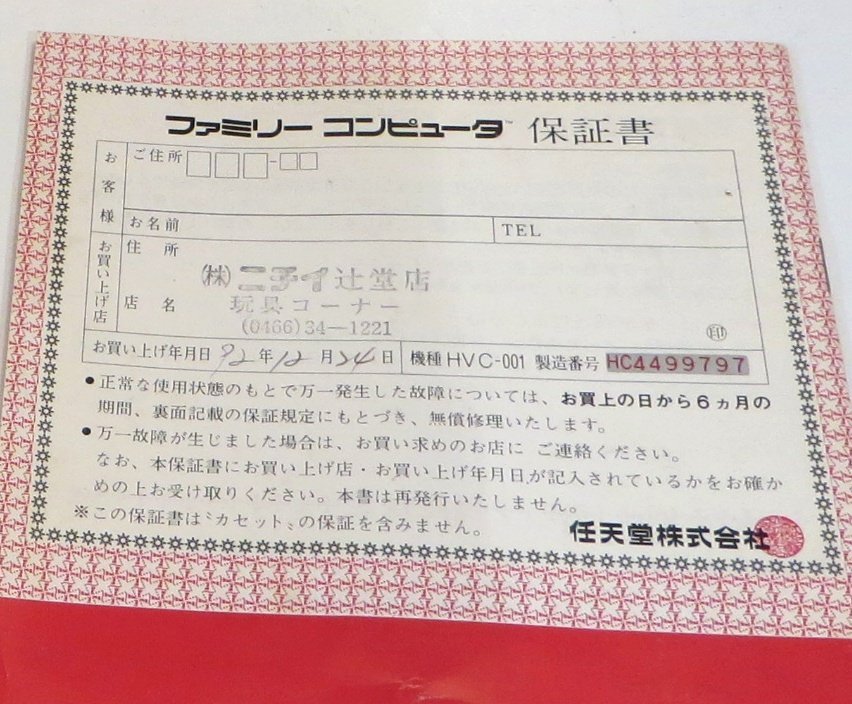 ファミリー コンピュータ™ 保証書
お客様
ご住所 □□□-□□
お名前
TEL
お買い上げ店
住所
㈱ニチイ辻堂店
店名 玩具コーナー
(0466)34-1221
㊞
お買い上げ年月日 92年12月24日 機種 HVC-001 製造番号 HC4499797
●正常な使用状態のもとで万一発生した故障については、お買上の日から6ヵ月の
期間、裏面記載の保証規定にもとづき、無償修理いたします。
●万一故障が生じました場合は、お買い求めのお店に ご連絡ください。
なお、本保証書にお買い上げ店・お買い上げ年月日が記入されているかをお確か
めの上お受け取りください。本書は再発行いたしません。
※この保証書は〝カセット〟の保証を含みません。
任天堂株式会社